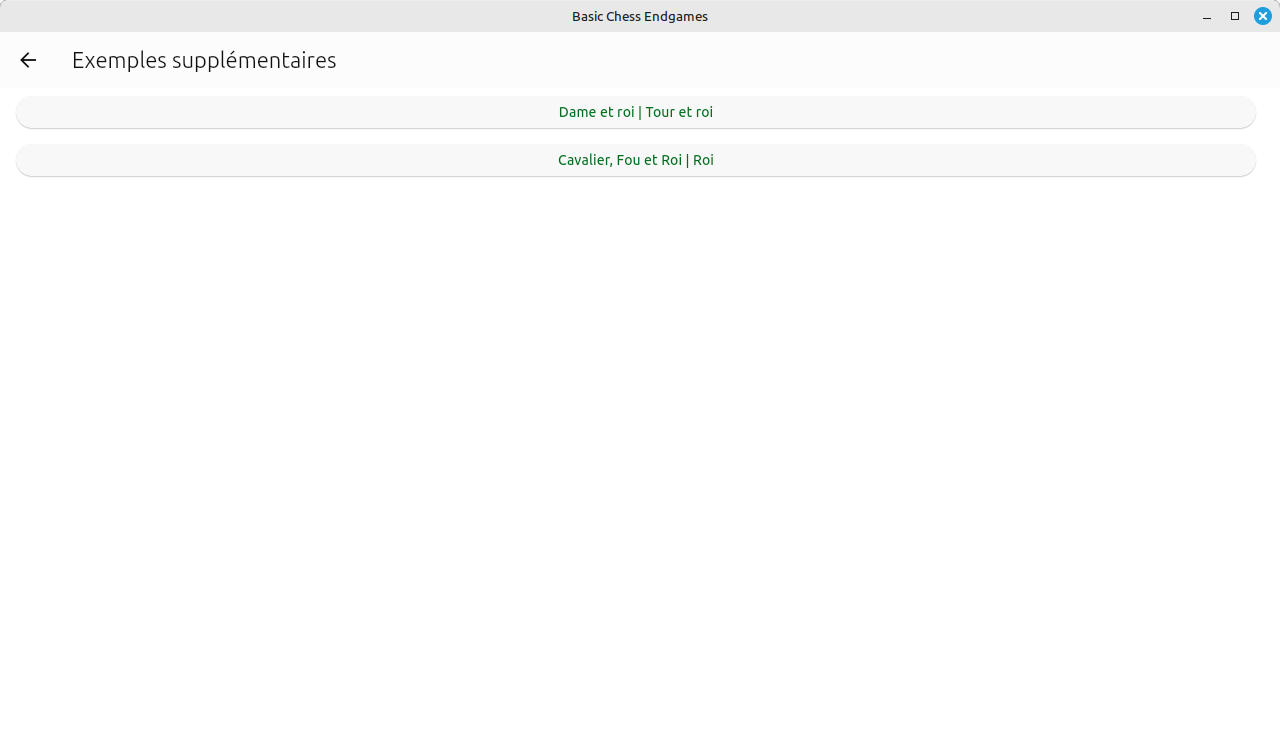 Basic Chess Endgames
Exemples supplémentaires
Dame et roi | Tour et roi
Cavalier, Fou et Roi | Roi